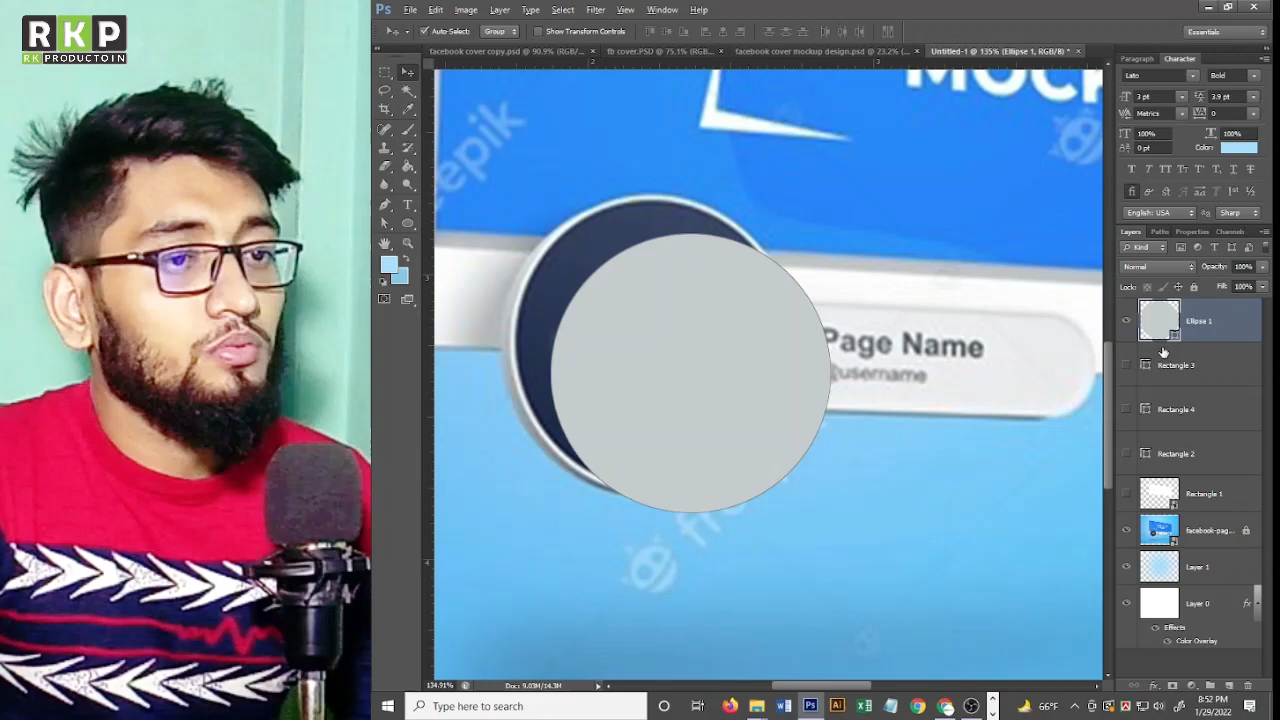 RKP
RK PRODUCTOIN
Ps File Edit Image Layer Type Select Filter View Window Help
Auto-Select: Group Show Transform Controls Essentials
facebook cover copy.psd @ 90.9% (RGB/... × fb cover.PSD @ 75.1% (RGB/... × facebook cover mockup design.psd @ 23.2% (... × Untitled-1 @ 135% (Ellipse 1, RGB/8) * ×
2 3
Paragraph Character
Lato Bold
3 pt 3.9 pt
Metrics 0
100% 100%
0 pt Color:
English: USA Sharp
Layers Paths Properties Channels
Kind
Normal Opacity: 100%
Lock: Fill: 100%
Ellipse 1
Rectangle 3
Rectangle 4
Rectangle 2
Rectangle 1
facebook-pag...
Layer 1
Layer 0 fx
Effects
Color Overlay
MOCK
eepik
Page Name
@username
134.91% Doc: 9.03M/14.3M
Type here to search
66°F
8:52 PM
1/29/2022